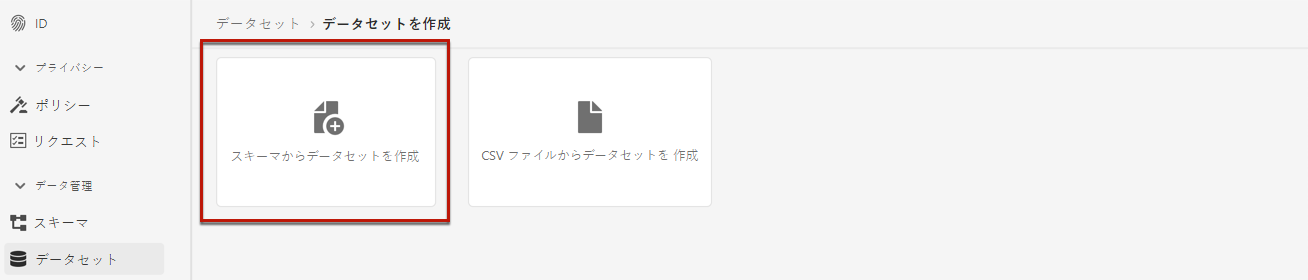 ID
プライバシー
ポリシー
リクエスト
データ管理
スキーマ
データセット
データセット › データセットを作成
スキーマからデータセットを作成
CSV ファイルからデータセットを 作成